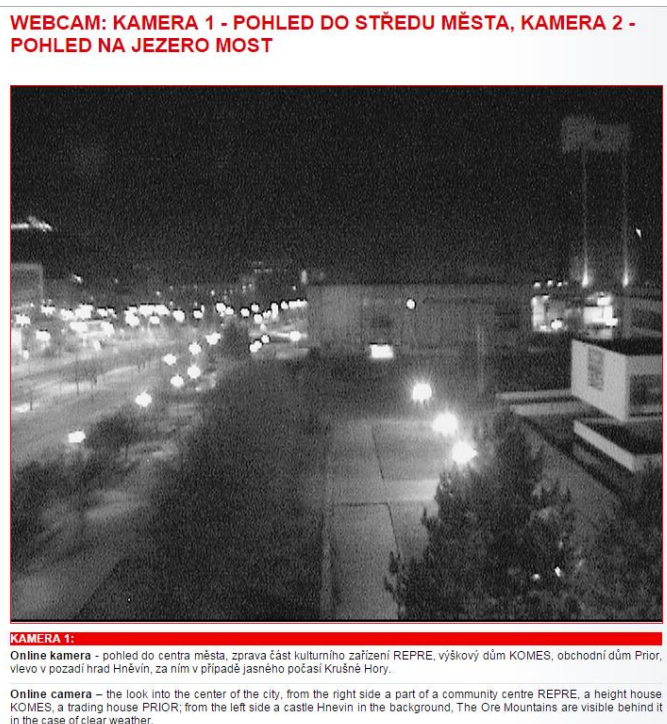 WEBCAM: KAMERA 1 - POHLED DO STŘEDU MĚSTA, KAMERA 2 -
POHLED NA JEZERO MOST
KAMERA 1:
Online kamera - pohled do centra města, zprava část kulturního zařízení REPRE, výškový dům KOMES, obchodní dům Prior,
vlevo v pozadí hrad Hněvín, za ním v případě jasného počasí Krušné Hory.
Online camera – the look into the center of the city, from the right side a part of a community centre REPRE, a height house
KOMES, a trading house PRIOR; from the left side a castle Hnevin in the background, The Ore Mountains are visible behind it
in the case of clear weather.